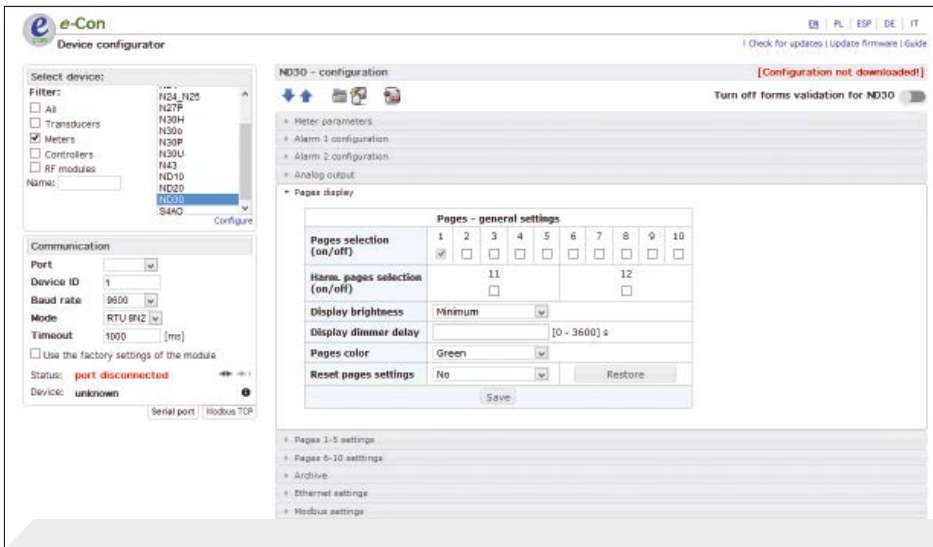 e-Con
Device configurator
EN | PL | ESP | DE | IT
! Check for updates | Update firmware | Guide
Select device:
Filter:
All
Transducers
Meters
Controllers
RF modules
Name:
N24_N25
N27P
N30H
N30o
N30P
N30U
N43
ND10
ND20
ND30
S4AO
Configure
Communication
Port
Device ID 1
Baud rate 9600
Mode RTU 8N2
Timeout 1000 [ms]
Use the factory settings of the module
Status: port disconnected
Device: unknown
Serial port Modbus TCP
ND30 - configuration [Configuration not downloaded!]
Turn off forms validation for ND30
Meter parameters
Alarm 1 configuration
Alarm 2 configuration
Analog output
Pages display
Pages - general settings
Pages selection (on/off) 1 2 3 4 5 6 7 8 9 10
Harm. pages selection (on/off) 11 12
Display brightness Minimum
Display dimmer delay [0 - 3600] s
Pages color Green
Reset pages settings No Restore
Save
Pages 1-5 settings
Pages 6-10 setttings
Archive
Ethernet settings
Modbus settings